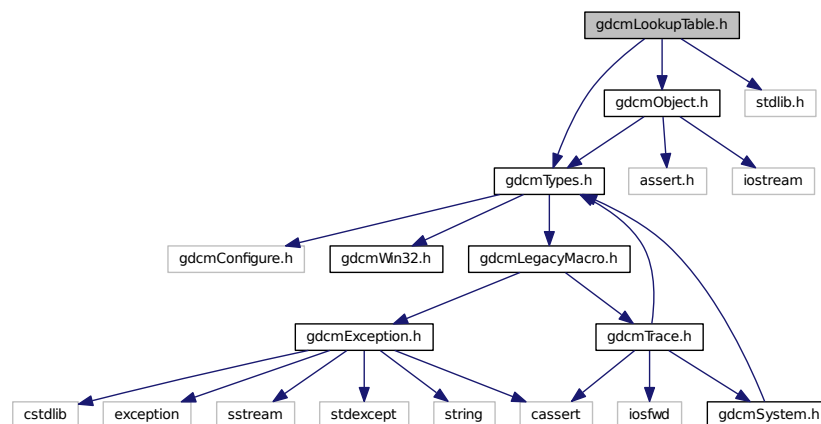 gdcmLookupTable.h
gdcmObject.h
stdlib.h
gdcmTypes.h
assert.h
iostream
gdcmConfigure.h
gdcmWin32.h
gdcmLegacyMacro.h
gdcmException.h
gdcmTrace.h
cstdlib
exception
sstream
stdexcept
string
cassert
iosfwd
gdcmSystem.h